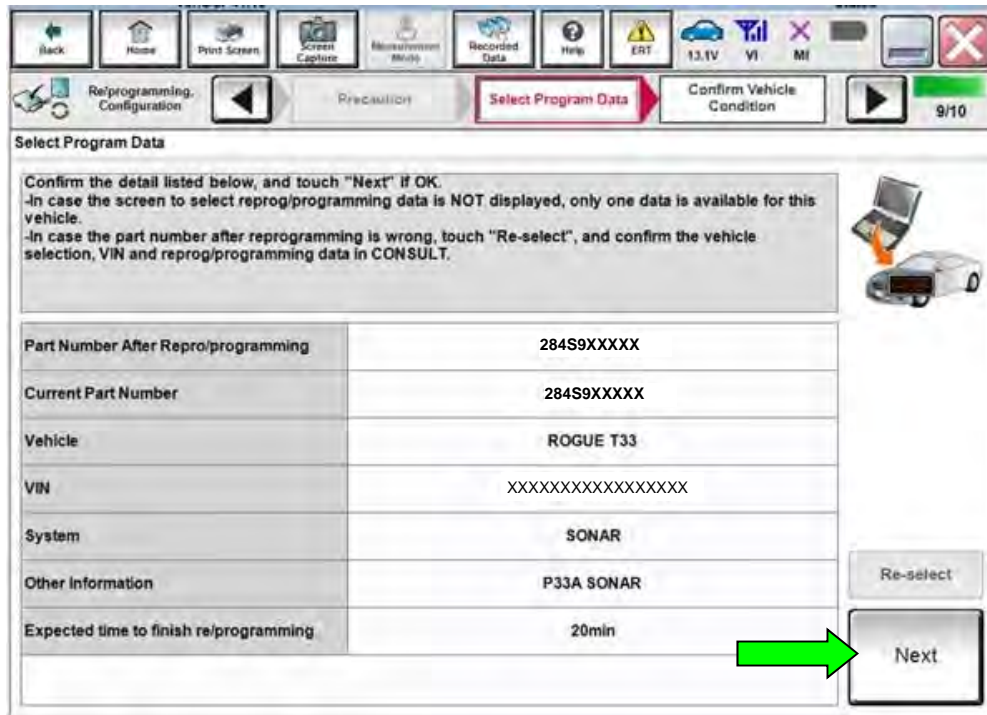 Back
Home
Print Screen
Screen Capture
Measurement Mode
Recorded Data
Help
ERT
13.1V
VI
MI
Re/programming, Configuration
Precaution
Select Program Data
Confirm Vehicle Condition
9/10
Select Program Data
Confirm the detail listed below, and touch "Next" if OK.
-In case the screen to select reprog/programming data is NOT displayed, only one data is available for this
vehicle.
-In case the part number after reprogramming is wrong, touch "Re-select", and confirm the vehicle
selection, VIN and reprog/programming data in CONSULT.
Part Number After Repro/programming
284S9XXXXX
Current Part Number
284S9XXXXX
Vehicle
ROGUE T33
VIN
XXXXXXXXXXXXXXXXX
System
SONAR
Other Information
P33A SONAR
Expected time to finish re/programming
20min
Re-select
Next